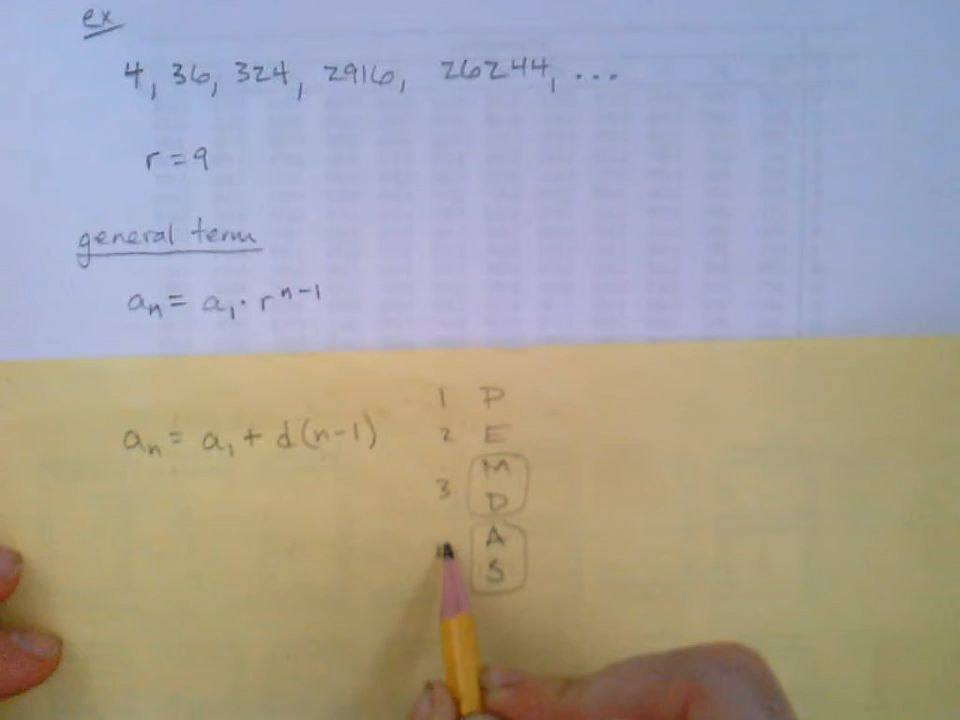 ex
4, 36, 324, 2916, 26244, ...
r = 9
general term
aₙ = a₁ · rⁿ⁻¹
aₙ = a₁ + d(n-1)
1 P
2 E
3 M
D
A
S